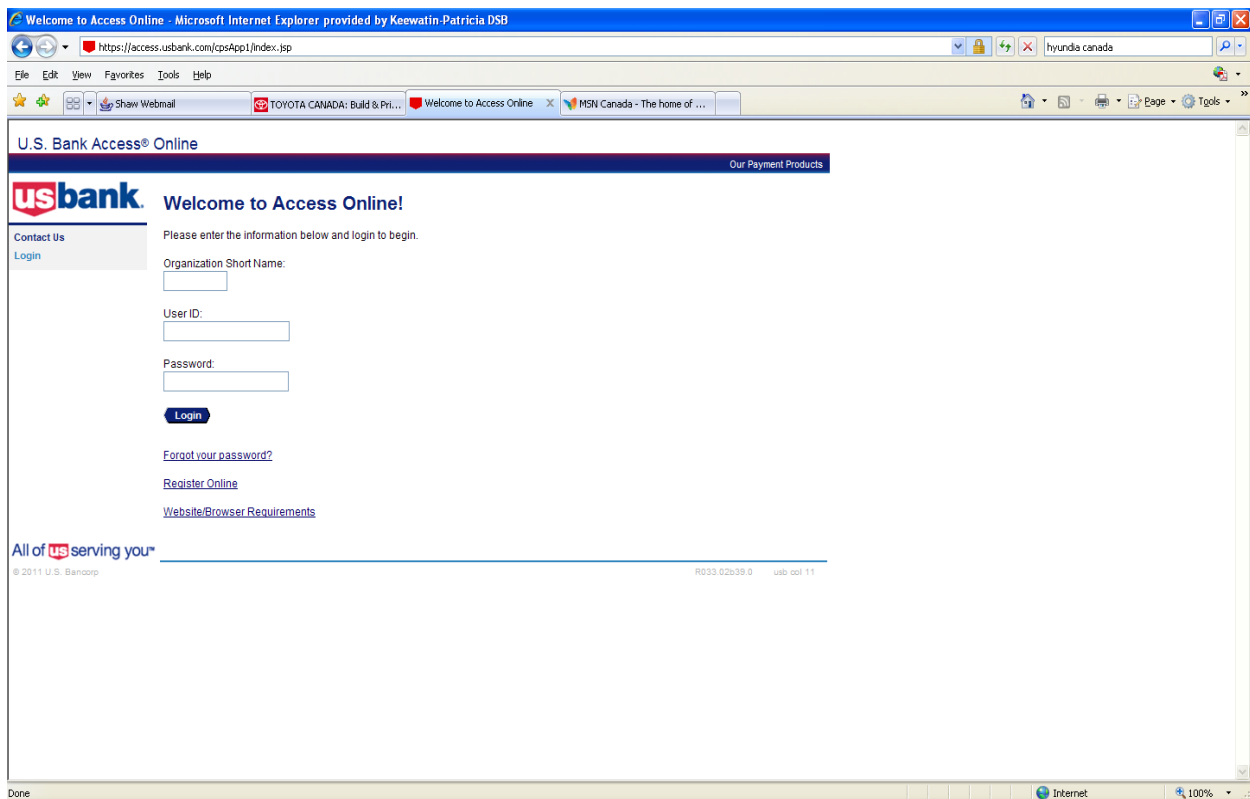 Welcome to Access Online - Microsoft Internet Explorer provided by Keewatin-Patricia DSB
https://access.usbank.com/cpsApp1/index.jsp
hyundia canada
File Edit View Favorites Tools Help
Shaw Webmail TOYOTA CANADA: Build & Pri... Welcome to Access Online X MSN Canada - The home of ... Page Tools »
U.S. Bank Access® Online
Our Payment Products
usbank.
Welcome to Access Online!
Contact Us
Login
Please enter the information below and login to begin.
Organization Short Name:
User ID:
Password:
Login
Forgot your password?
Register Online
Website/Browser Requirements
All of us serving you℠
© 2011 U.S. Bancorp R033.02b39.0 usb col 11
Done Internet 100%